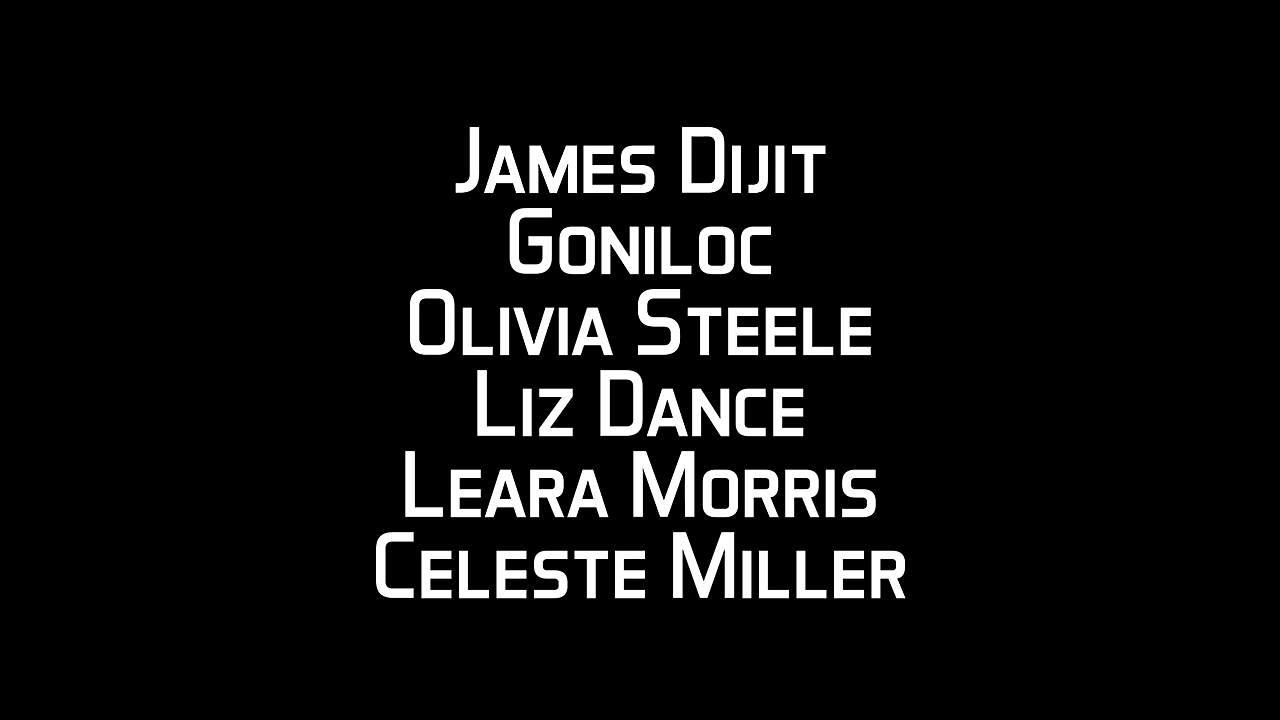 James Dijit
Goniloc
Olivia Steele
Liz Dance
Leara Morris
Celeste Miller